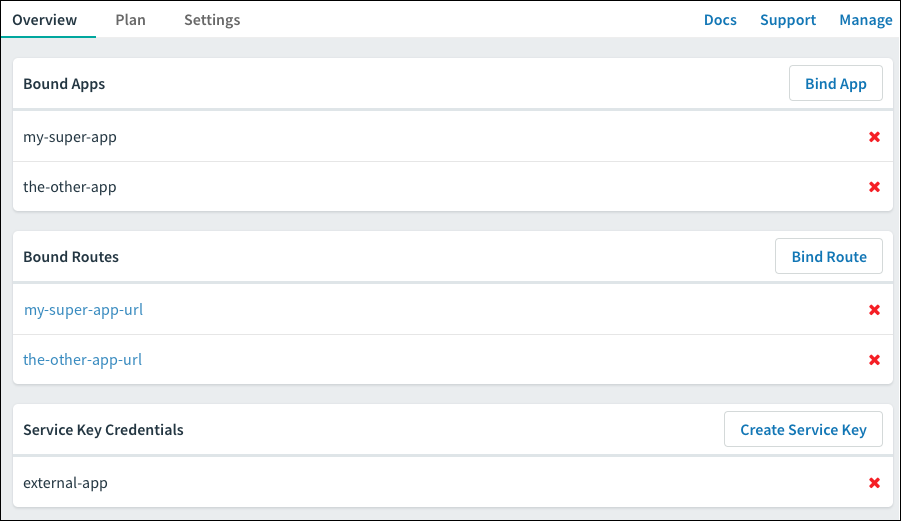 Overview Plan Settings Docs Support Manage
Bound Apps Bind App
my-super-app
the-other-app
Bound Routes Bind Route
my-super-app-url
the-other-app-url
Service Key Credentials Create Service Key
external-app